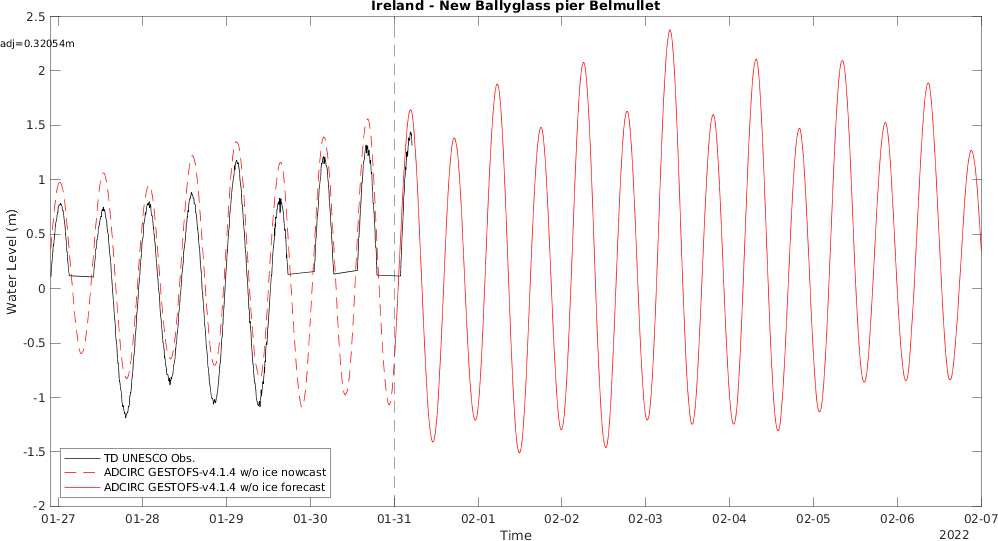 Ireland - New Ballyglass pier Belmullet
2.5
adj=0.32054m
2
1.5
1
0.5
0
-0.5
-1
-1.5
-2
Water Level (m)
TD UNESCO Obs.
ADCIRC GESTOFS-v4.1.4 w/o ice nowcast
ADCIRC GESTOFS-v4.1.4 w/o ice forecast
01-27 01-28 01-29 01-30 01-31 02-01 02-02 02-03 02-04 02-05 02-06 02-07
Time
2022